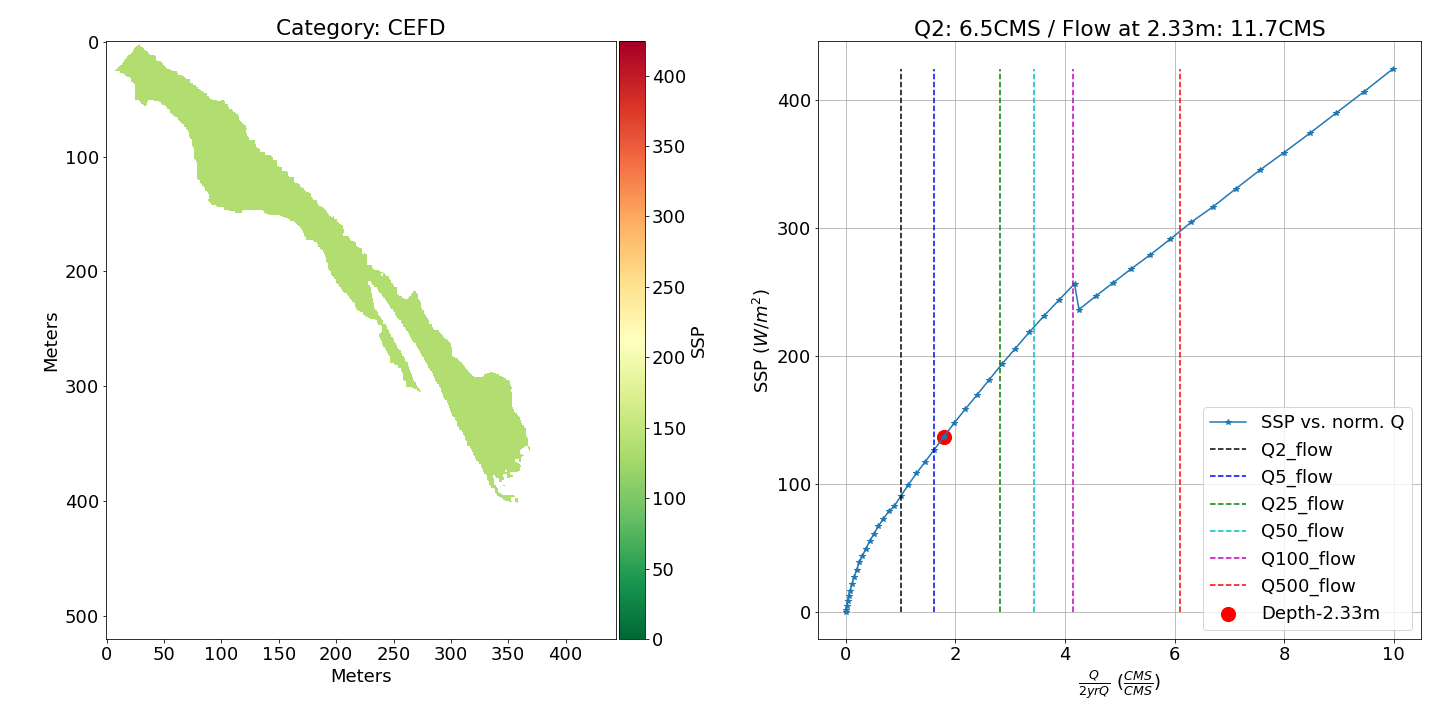 Category: CEFD
0
100
200
300
400
500
Meters
0
50
100
150
200
250
300
350
400
Meters
400
350
300
250
200
150
100
50
0
SSP
Q2: 6.5CMS / Flow at 2.33m: 11.7CMS
400
300
200
100
0
SSP (W/m²)
0
2
4
6
8
10
Q/2yrQ (CMS/CMS)
SSP vs. norm. Q
Q2_flow
Q5_flow
Q25_flow
Q50_flow
Q100_flow
Q500_flow
Depth-2.33m